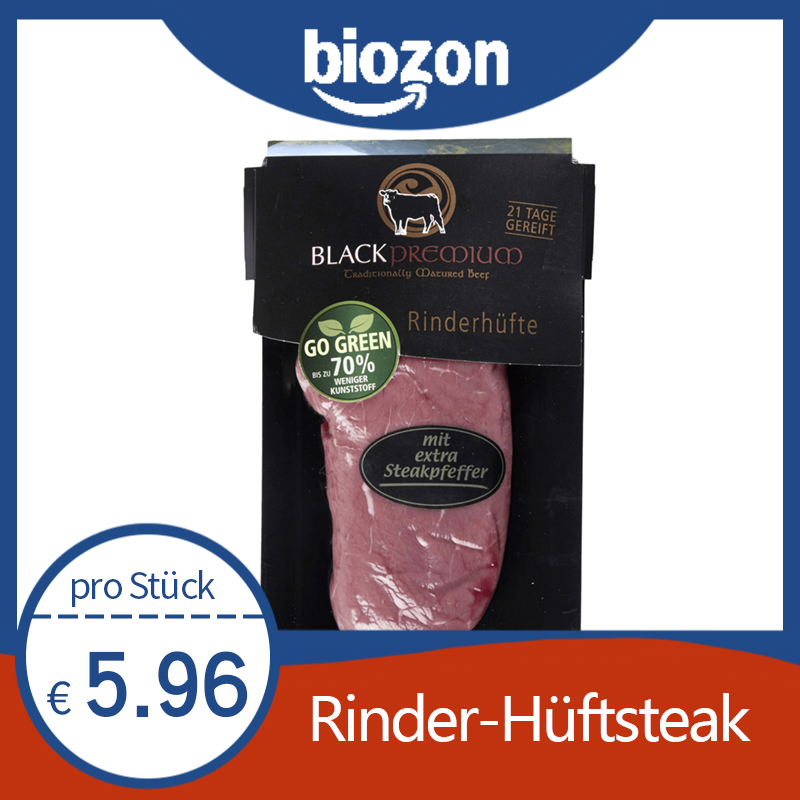 biozon
21 TAGE
GEREIFT
BLACKPREMIUM
Traditionally Matured Beef
Rinderhüfte
GO GREEN
BIS ZU 70%
WENIGER
KUNSTSTOFF
mit
extra
Steakpfeffer
pro Stück
€ 5.96
Rinder-Hüftsteak